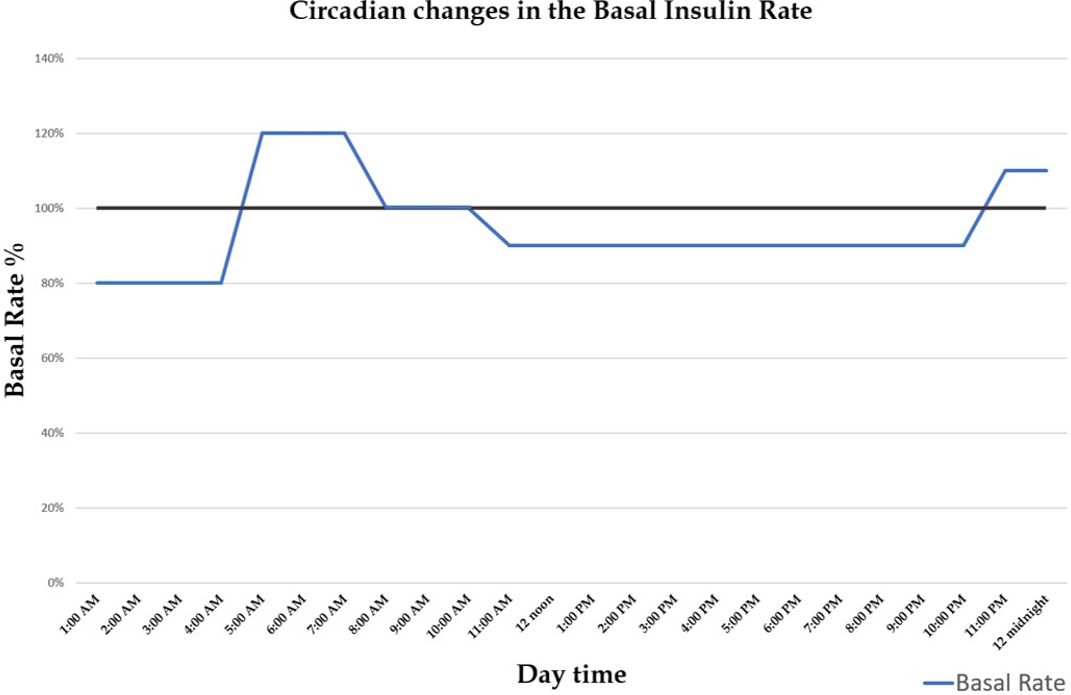 Circadian changes in the Basal Insulin Rate
140%
120%
100%
80%
60%
40%
20%
0%
Basal Rate %
1:00 AM
2:00 AM
3:00 AM
4:00 AM
5:00 AM
6:00 AM
7:00 AM
8:00 AM
9:00 AM
10:00 AM
11:00 AM
12 noon
1:00 PM
2:00 PM
3:00 PM
4:00 PM
5:00 PM
6:00 PM
7:00 PM
8:00 PM
9:00 PM
10:00 PM
11:00 PM
12 midnight
Day time
Basal Rate